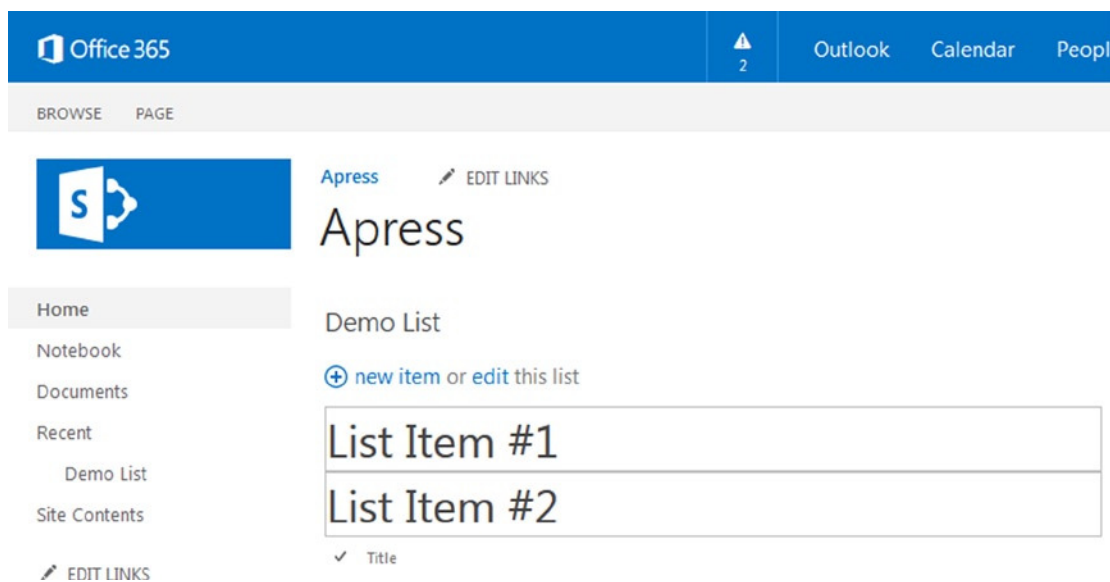 Office 365
2
Outlook Calendar Peopl
BROWSE PAGE
S
Apress EDIT LINKS
Apress
Home
Notebook
Documents
Recent
Demo List
Site Contents
EDIT LINKS
Demo List
new item or edit this list
List Item #1
List Item #2
Title